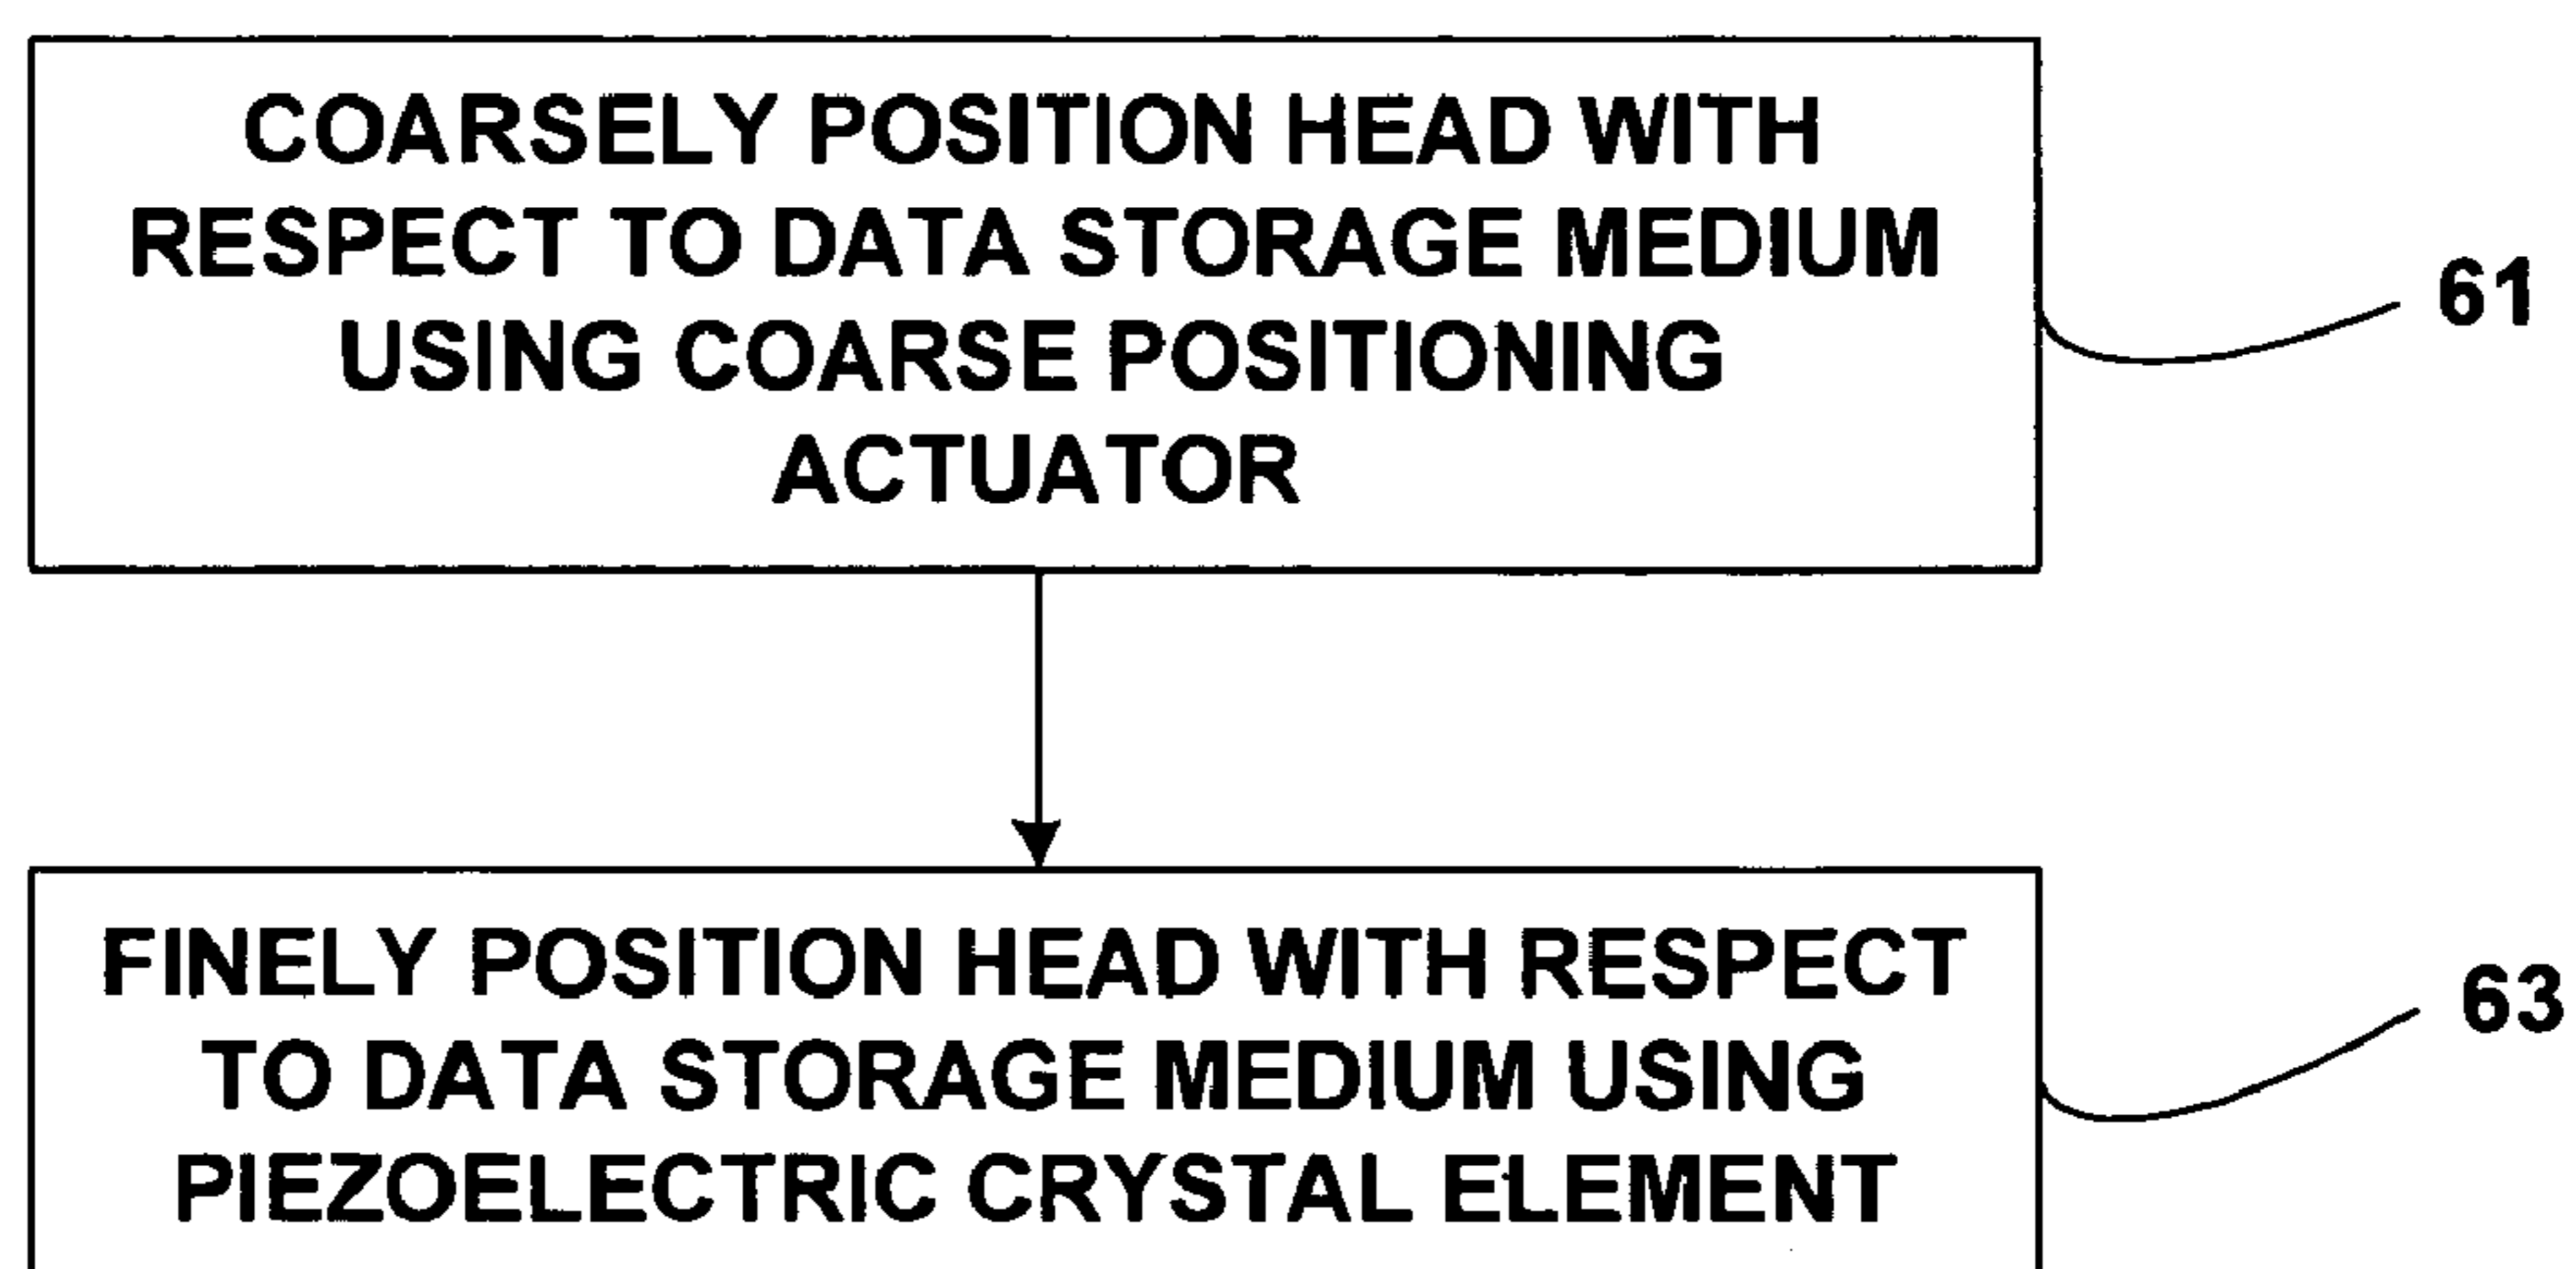 COARSELY POSITION HEAD WITH
RESPECT TO DATA STORAGE MEDIUM
USING COARSE POSITIONING
ACTUATOR
61
FINELY POSITION HEAD WITH RESPECT
TO DATA STORAGE MEDIUM USING
PIEZOELECTRIC CRYSTAL ELEMENT
63